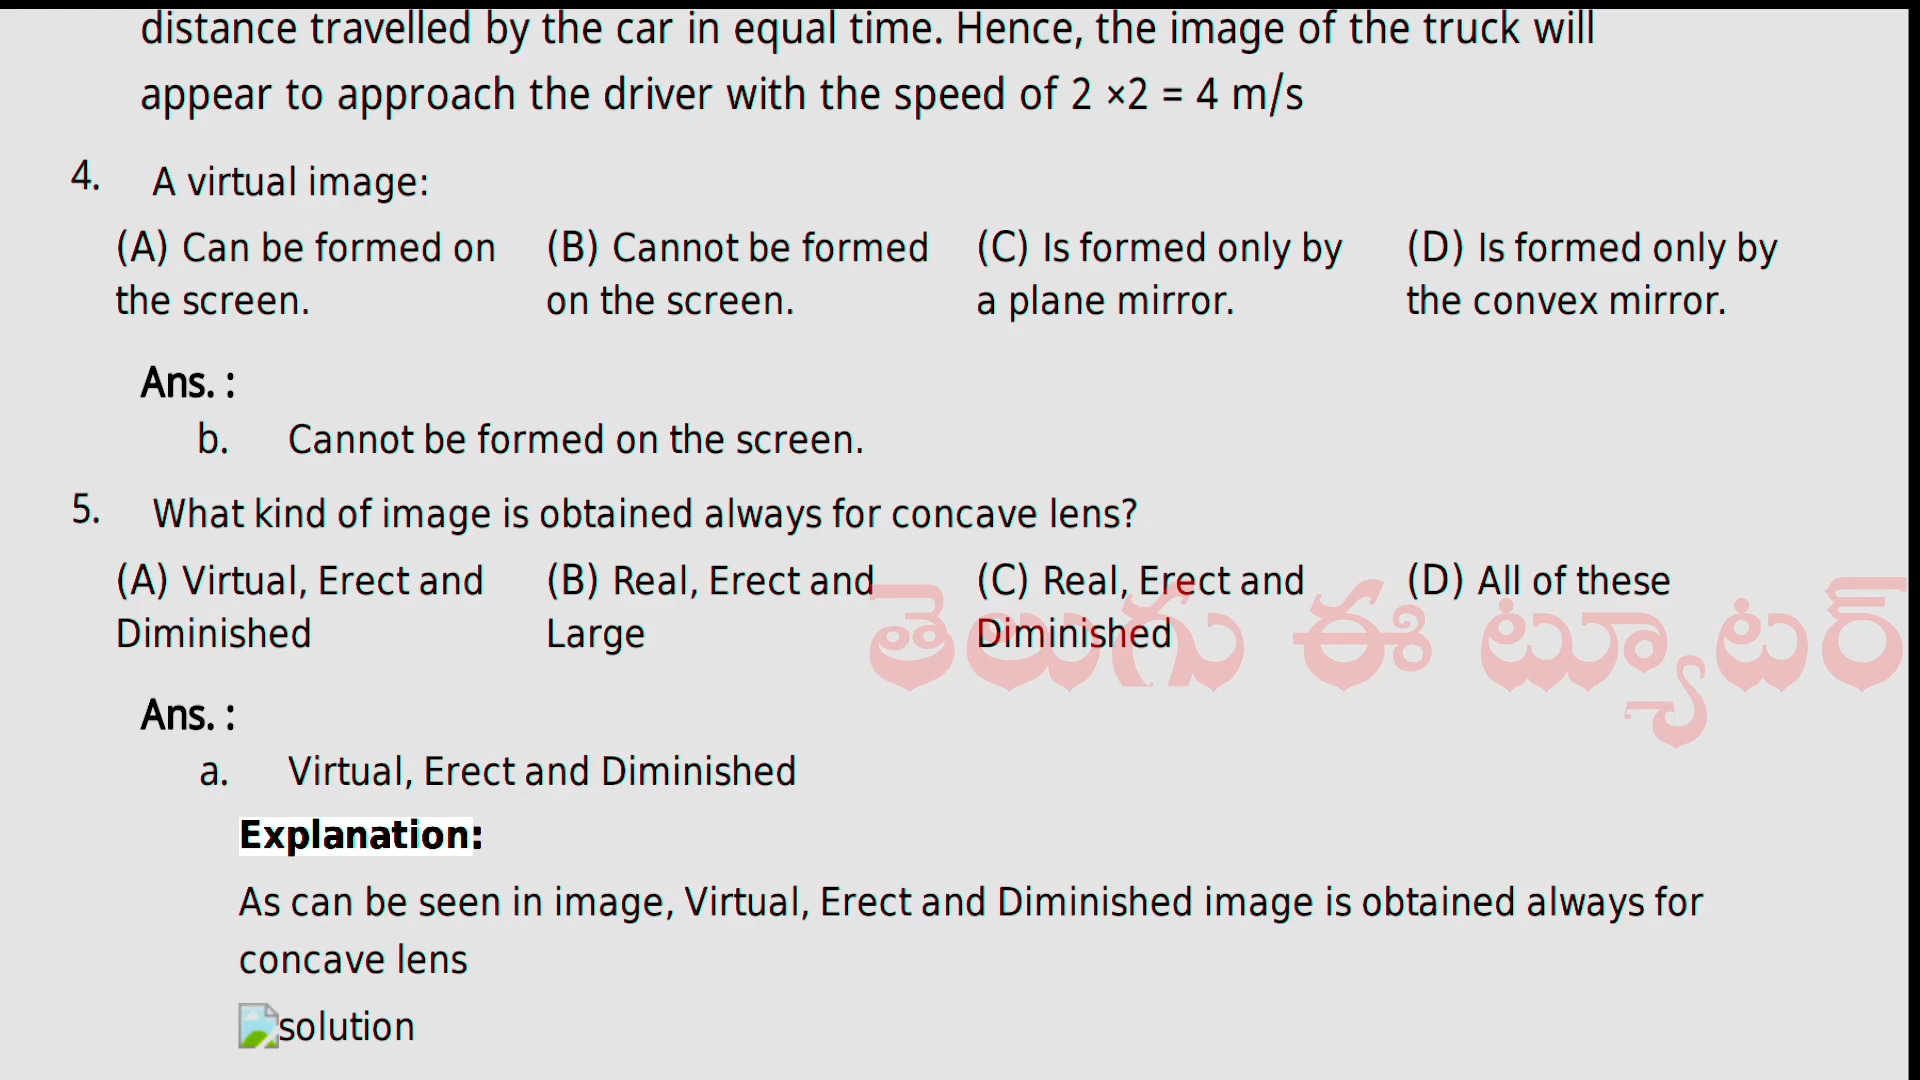 distance travelled by the car in equal time. Hence, the image of the truck will
appear to approach the driver with the speed of 2 ×2 = 4 m/s
4. A virtual image:
(A) Can be formed on the screen.
(B) Cannot be formed on the screen.
(C) Is formed only by a plane mirror.
(D) Is formed only by the convex mirror.
Ans. :
b. Cannot be formed on the screen.
5. What kind of image is obtained always for concave lens?
(A) Virtual, Erect and Diminished
(B) Real, Erect and Large
(C) Real, Erect and Diminished
(D) All of these
తెలుగు ఈ ట్యూటర్
Ans. :
a. Virtual, Erect and Diminished
Explanation:
As can be seen in image, Virtual, Erect and Diminished image is obtained always for
concave lens
solution